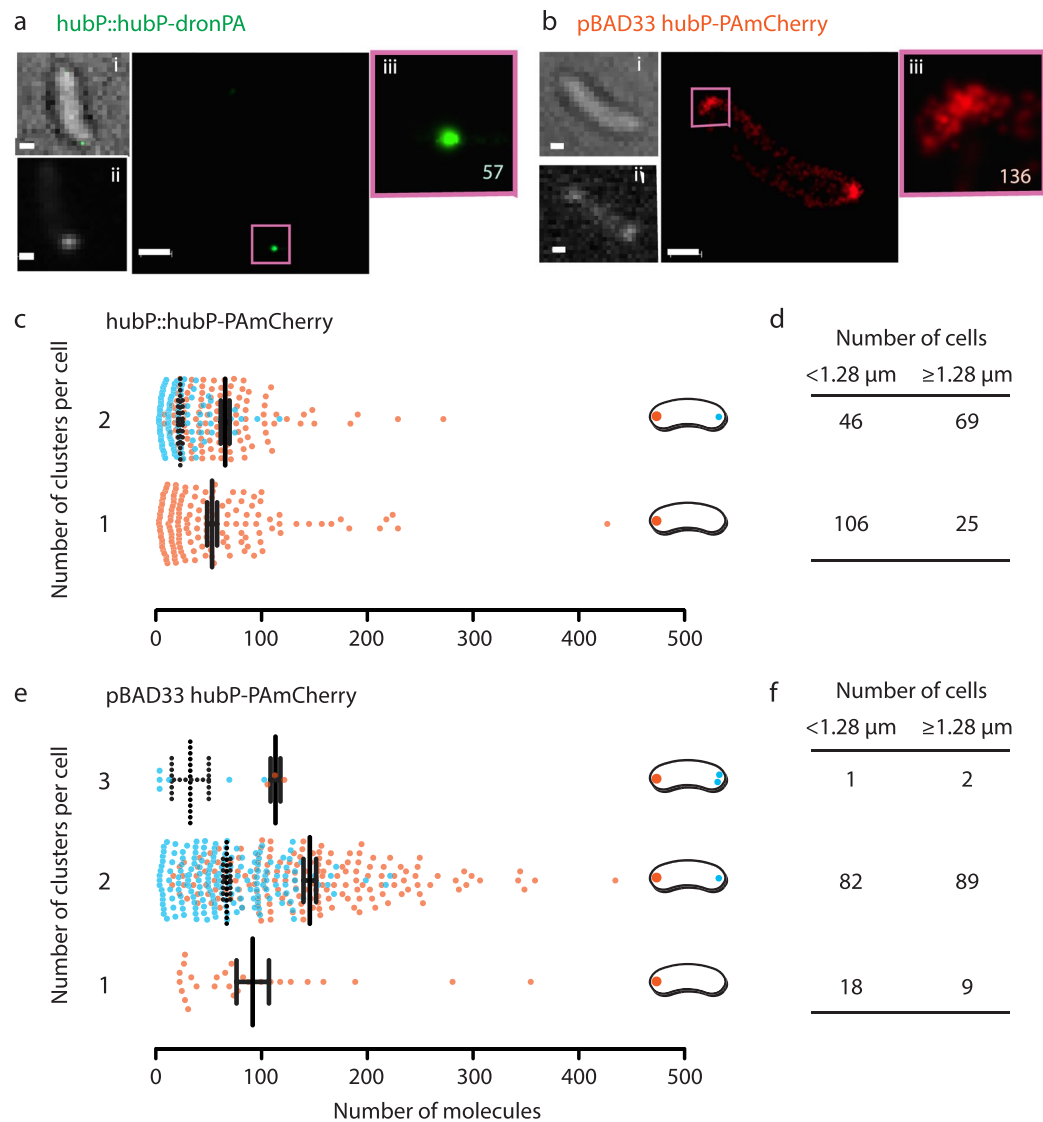 a hubP::hubP-dronPA
b pBAD33 hubP-PAmCherry
i
ii
iii
57
i
ii
iii
136
c hubP::hubP-PAmCherry
Number of clusters per cell
2
1
0 100 200 300 400 500
d
Number of cells
<1.28 µm ≥1.28 µm
46 69
106 25
e pBAD33 hubP-PAmCherry
Number of clusters per cell
3
2
1
0 100 200 300 400 500
Number of molecules
f
Number of cells
<1.28 µm ≥1.28 µm
1 2
82 89
18 9